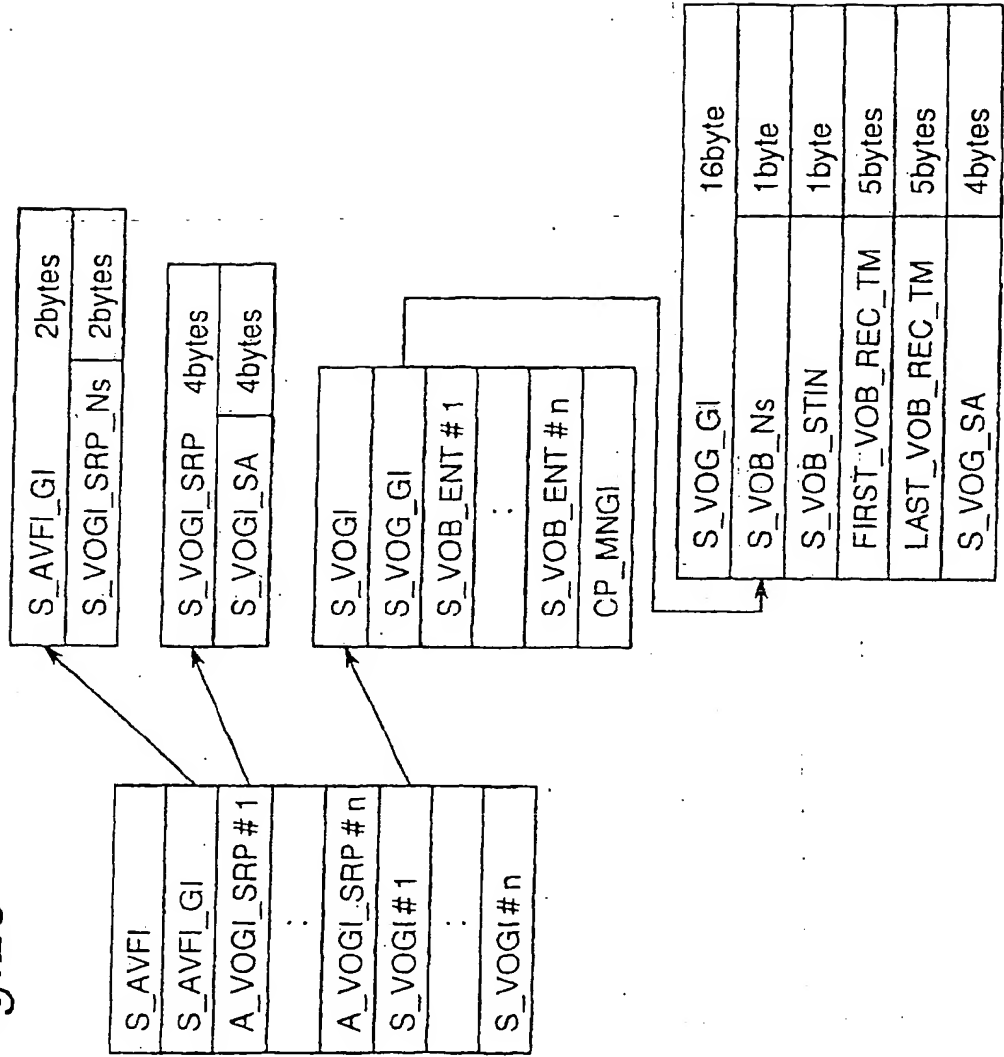 S_AVFI
S_AVFI_GI
A_VOGI_SRP#1
:
A_VOGI_SRP#n
S_VOGI#1
:
S_VOGI#n
S_AVFI_GI 2bytes
S_VOGI_SRP_Ns 2bytes
S_VOGI_SRP 4bytes
S_VOGI_SA 4bytes
S_VOGI
S_VOG_GI
S_VOB_ENT#1
:
S_VOB_ENT#n
CP_MNGI
S_VOG_GI 16byte
S_VOB_Ns 1byte
S_VOB_STIN 1byte
FIRST_VOB_REC_TM 5bytes
LAST_VOB_REC_TM 5bytes
S_VOG_SA 4bytes